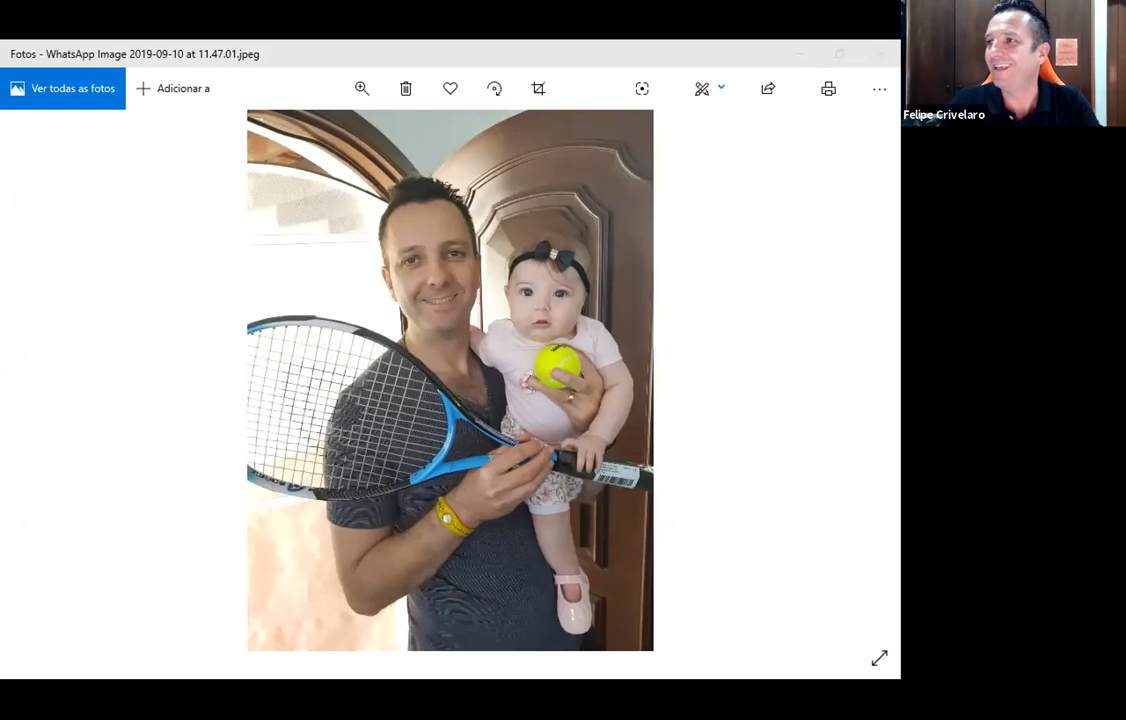 Fotos - WhatsApp Image 2019-09-10 at 11.47.01.jpeg
Ver todas as fotos
Adicionar a
Felipe Crivelaro